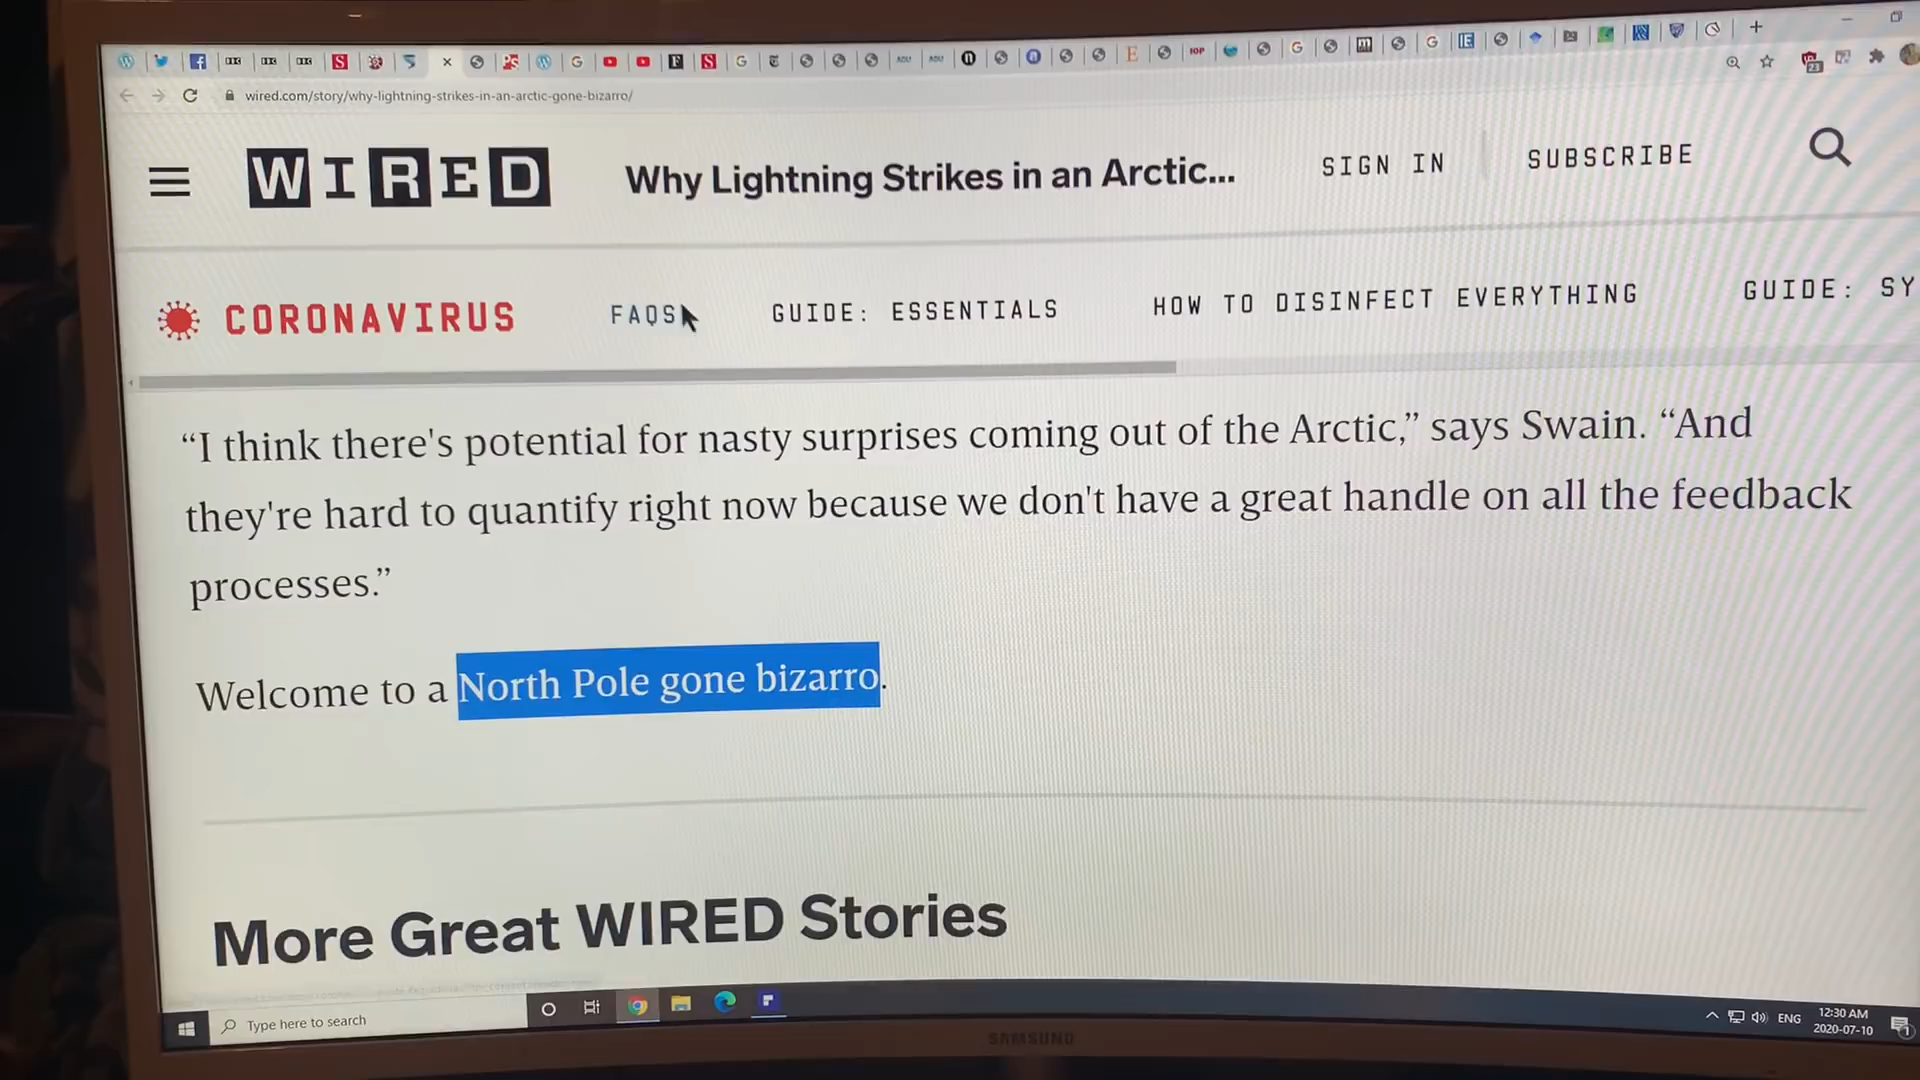 wired.com/story/why-lightning-strikes-in-an-arctic-gone-bizarro/
WIRED
Why Lightning Strikes in an Arctic...
SIGN IN
SUBSCRIBE
CORONAVIRUS
FAQS
GUIDE: ESSENTIALS
HOW TO DISINFECT EVERYTHING
GUIDE: SY
“I think there's potential for nasty surprises coming out of the Arctic,” says Swain. “And
they're hard to quantify right now because we don't have a great handle on all the feedback
processes.”
Welcome to a North Pole gone bizarro.
More Great WIRED Stories
Type here to search
ENG
12:30 AM
2020-07-10
SAMSUNG